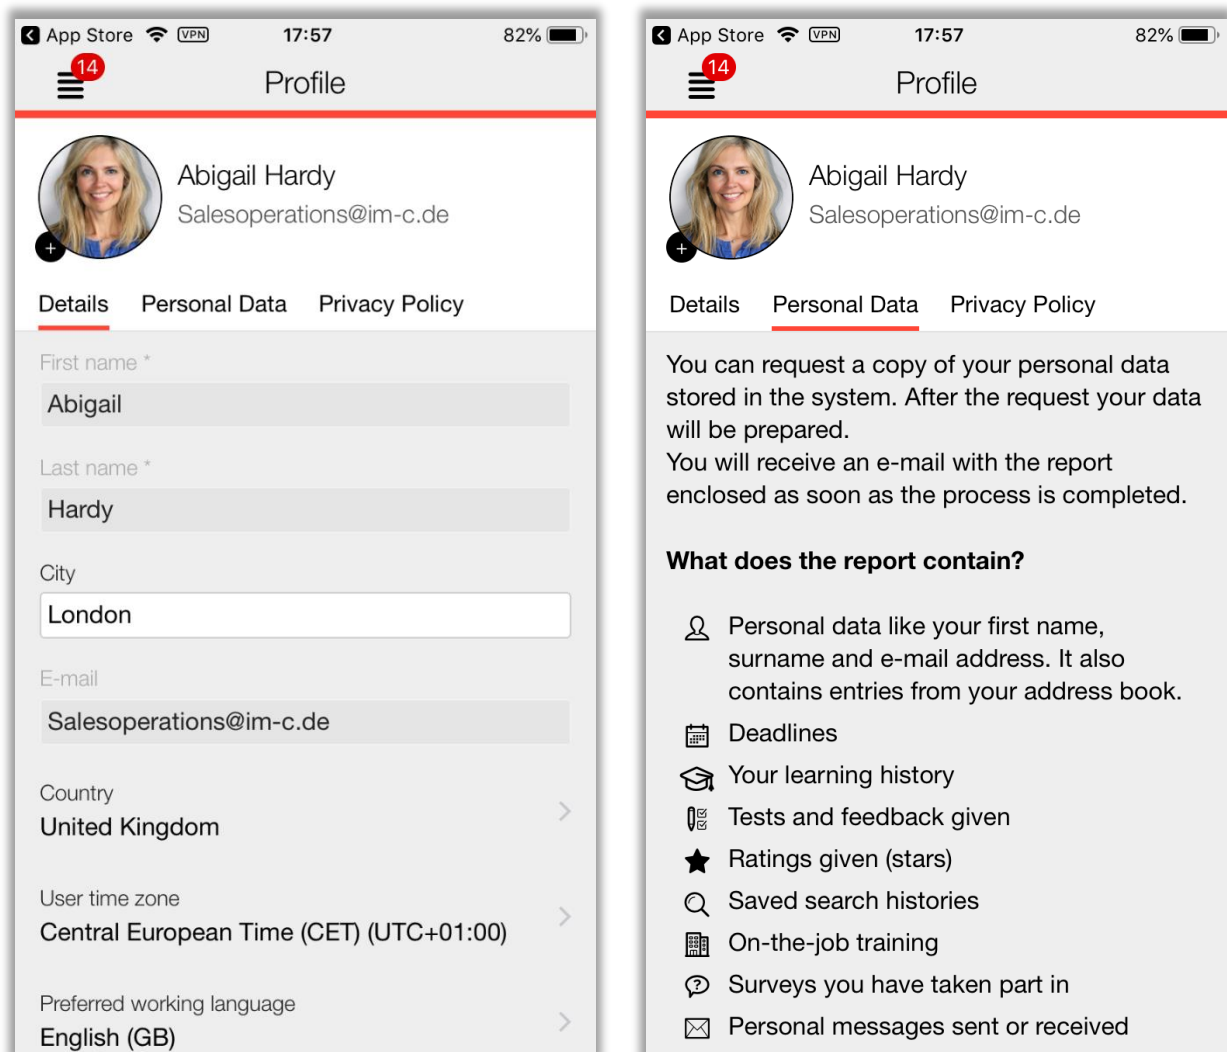 App Store VPN 17:57 82%
14
Profile
Abigail Hardy
Salesoperations@im-c.de
Details Personal Data Privacy Policy
First name *
Abigail
Last name *
Hardy
City
London
E-mail
Salesoperations@im-c.de
Country
United Kingdom
User time zone
Central European Time (CET) (UTC+01:00)
Preferred working language
English (GB)
App Store VPN 17:57 82%
14
Profile
Abigail Hardy
Salesoperations@im-c.de
Details Personal Data Privacy Policy
You can request a copy of your personal data
stored in the system. After the request your data
will be prepared.
You will receive an e-mail with the report
enclosed as soon as the process is completed.
What does the report contain?
Personal data like your first name,
surname and e-mail address. It also
contains entries from your address book.
Deadlines
Your learning history
Tests and feedback given
Ratings given (stars)
Saved search histories
On-the-job training
Surveys you have taken part in
Personal messages sent or received